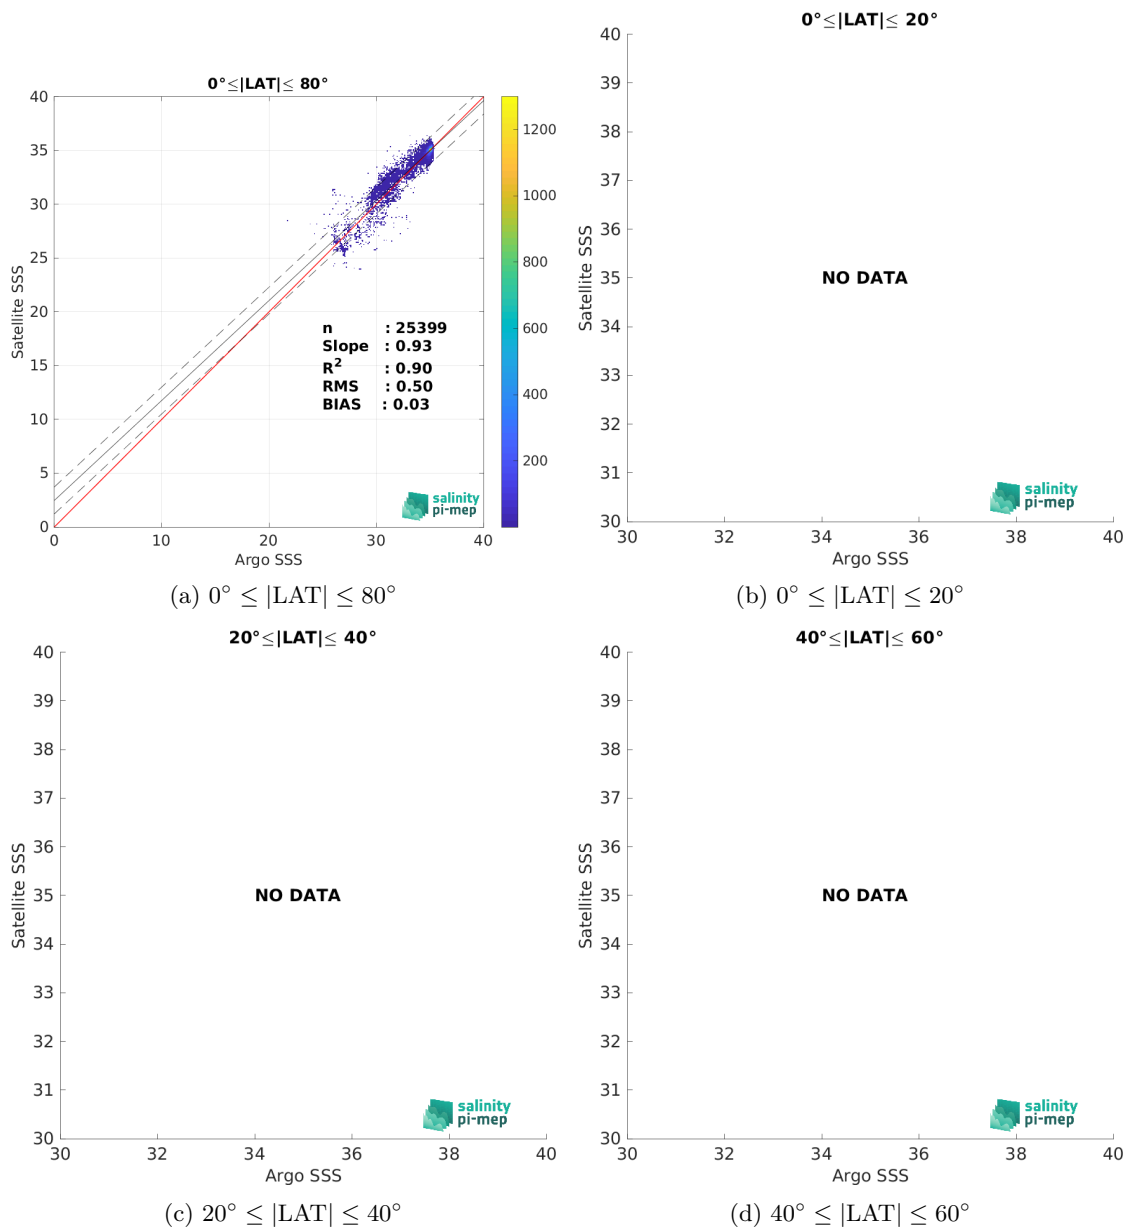 0°≤|LAT|≤ 80°
40
35
30
25
20
15
10
5
0
0 10 20 30 40
Satellite SSS
Argo SSS
n : 25399
Slope : 0.93
R² : 0.90
RMS : 0.50
BIAS : 0.03
1200
1000
800
600
400
200
salinity
pi-mep
(a) 0° ≤ |LAT| ≤ 80°
0°≤|LAT|≤ 20°
40
39
38
37
36
35
34
33
32
31
30
30 32 34 36 38 40
Satellite SSS
Argo SSS
NO DATA
salinity
pi-mep
(b) 0° ≤ |LAT| ≤ 20°
20°≤|LAT|≤ 40°
40
39
38
37
36
35
34
33
32
31
30
30 32 34 36 38 40
Satellite SSS
Argo SSS
NO DATA
salinity
pi-mep
(c) 20° ≤ |LAT| ≤ 40°
40°≤|LAT|≤ 60°
40
39
38
37
36
35
34
33
32
31
30
30 32 34 36 38 40
Satellite SSS
Argo SSS
NO DATA
salinity
pi-mep
(d) 40° ≤ |LAT| ≤ 60°